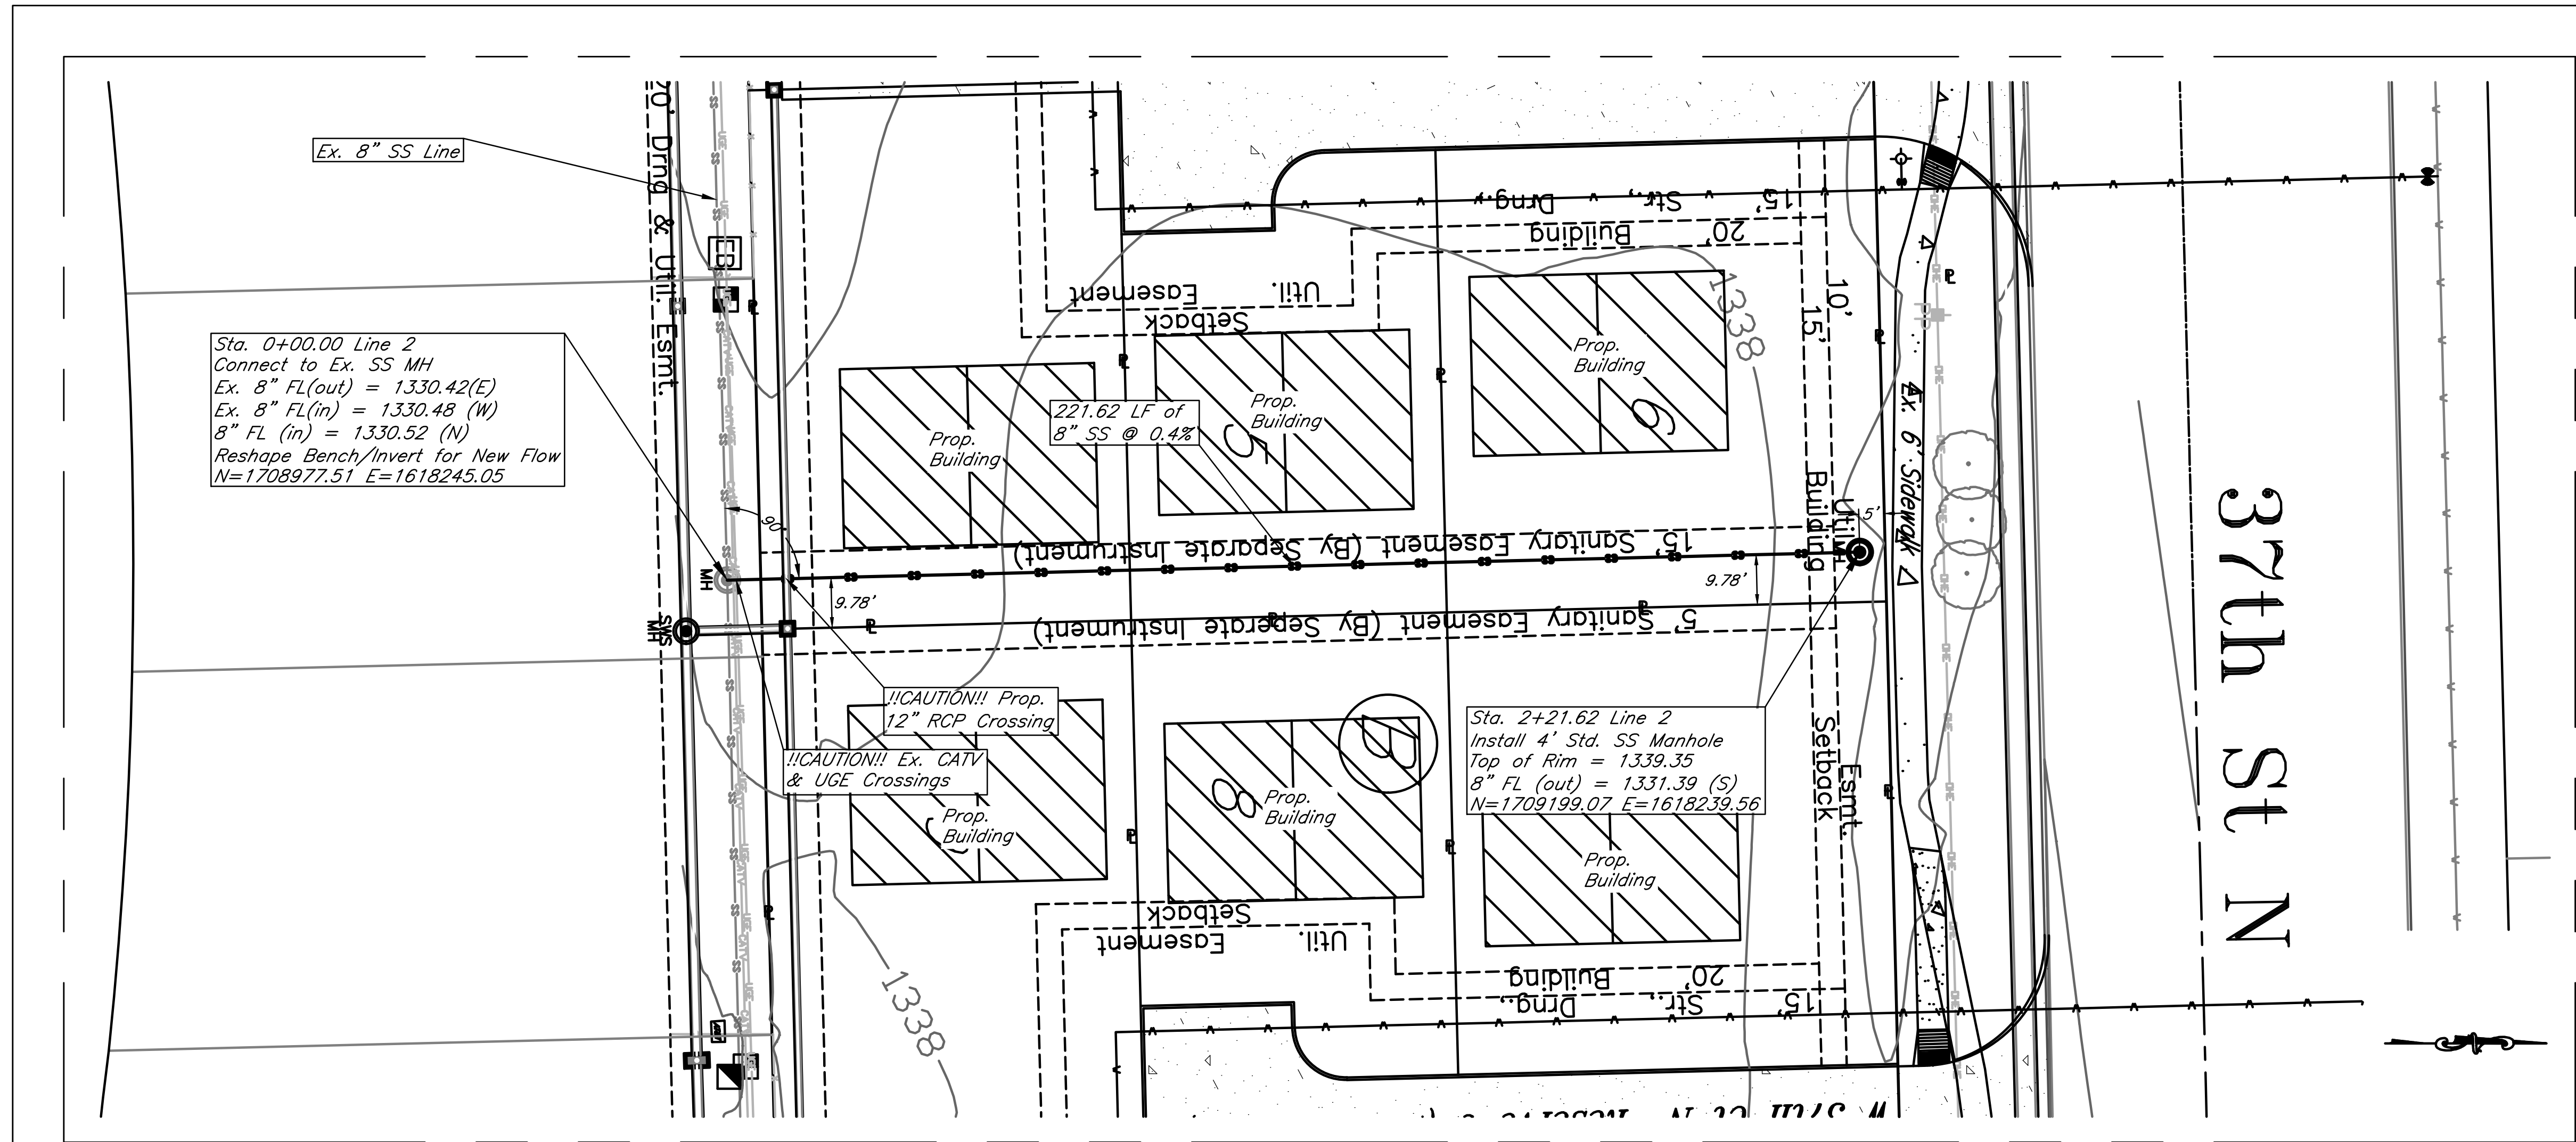 Ex. 8" SS Line
20' Drng & Util. Esmt.
Sta. 0+00.00 Line 2
Connect to Ex. SS MH
Ex. 8" FL(out) = 1330.42(E)
Ex. 8" FL(in) = 1330.48 (W)
8" FL (in) = 1330.52 (N)
Reshape Bench/Invert for New Flow
N=1708977.51 E=1618245.05
15' Str., Drng.,
20' Building
Util. Easement
Setback
1338
10'
15'
Prop.
Building
6
Prop.
Building
5
Prop.
Building
221.62 LF of
8" SS @ 0.4%
Ex. 6' Sidewalk
PP
OHE
SS
UGE
CATV
90°
MH
SWS
MH
15' Sanitary Easement (By Separate Instrument)
9.78'
9.78'
5'
MH
Building Setback
Utility Esmt.
5' Sanitary Easement (By Seperate Instrument)
!!CAUTION!! Prop.
12" RCP Crossing
!!CAUTION!! Ex. CATV
& UGE Crossings
Sta. 2+21.62 Line 2
Install 4' Std. SS Manhole
Top of Rim = 1339.35
8" FL (out) = 1331.39 (S)
N=1709199.07 E=1618239.56
Prop.
Building
8
Prop.
Building
Prop.
Building
Setback
Util. Easement
20' Building
15' Str., Drng.,
1338
37th St N